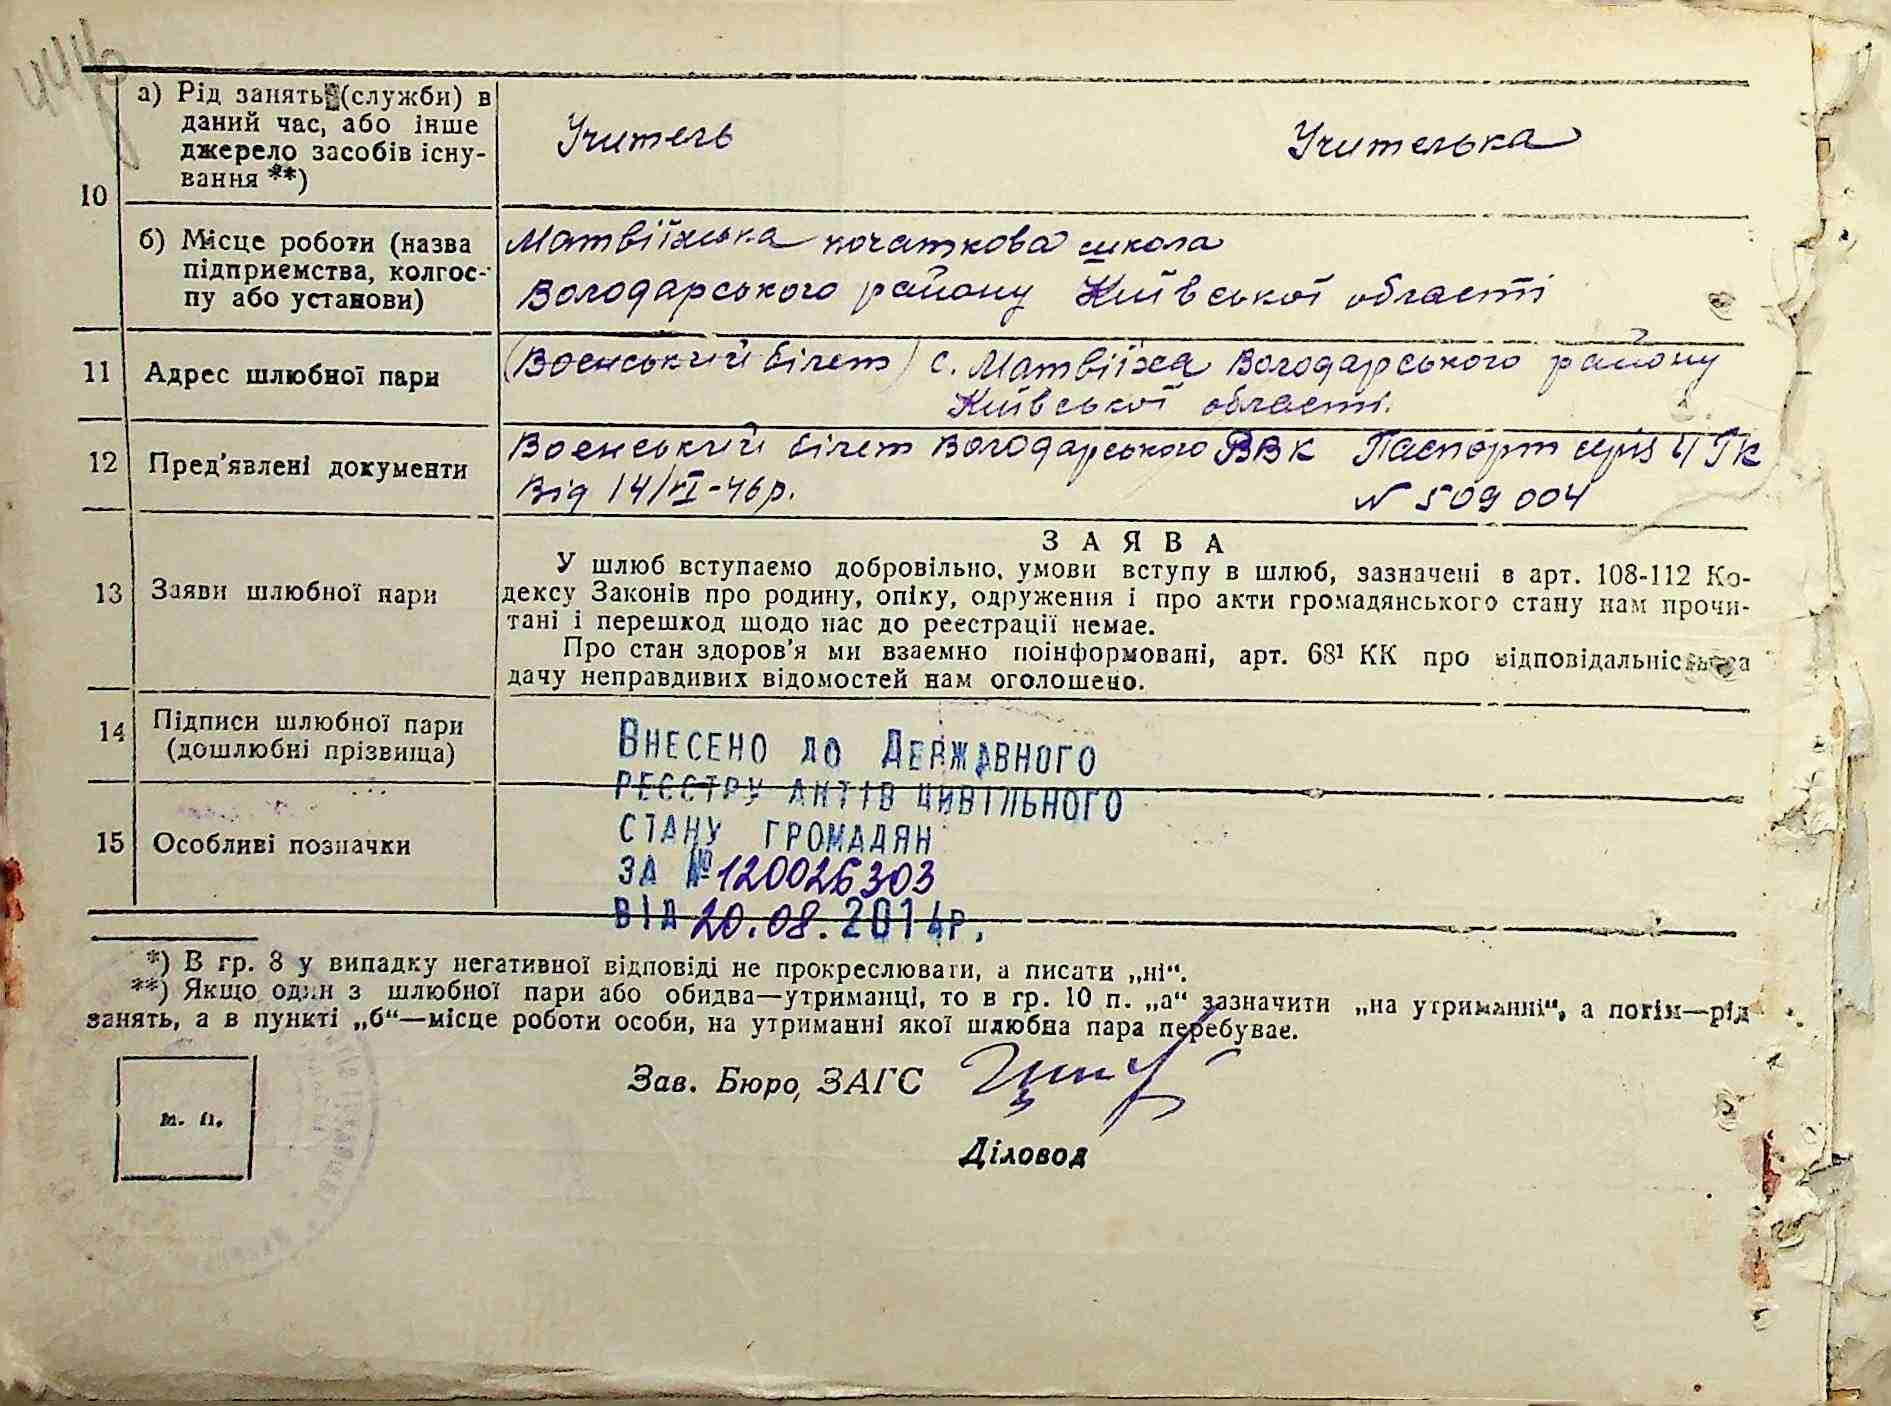 а) Рід занять (служби) в
даний час, або інше
джерело засобів існу-
вання **)
Учитель Учителька
10
б) Місце роботи (назва
підприємства, колгос-
пу або установи)
Матвіїхська початкова школа
Володарського району Київської області
11 Адрес шлюбної пари
(Военський білет) с. Матвіїха Володарського району
Київської області.
12 Пред'явлені документи
Военський білет Володарського РВК Паспорт серія ЧГК
Від 14/VI-46р. N 509004
13 Заяви шлюбної пари
ЗАЯВА
У шлюб вступаємо добровільно, умови вступу в шлюб, зазначені в арт. 108-112 Ко-
дексу Законів про родину, опіку, одруження і про акти громадянського стану нам прочи-
тані і перешкод щодо нас до реєстрації немає.
Про стан здоров'я ми взаємно поінформовані, арт. 68¹ КК про відповідальність за
дачу неправдивих відомостей нам оголошено.
14 Підписи шлюбної пари
(дошлюбні прізвища)
15 Особливі позначки
Внесено до Державного
реєстру актів цивільного
стану громадян
за № 120026303
від 20.08.2014р.
*) В гр. 8 у випадку негативної відповіді не прокреслювати, а писати „ні“.
**) Якщо один з шлюбної пари або обидва—утриманці, то в гр. 10 п. „а“ зазначити „на утриманні“, а потім—рід
занять, а в пункті „б“—місце роботи особи, на утриманні якої шлюбна пара перебуває.
Зав. Бюро, ЗАГС
м. п.
Діловод